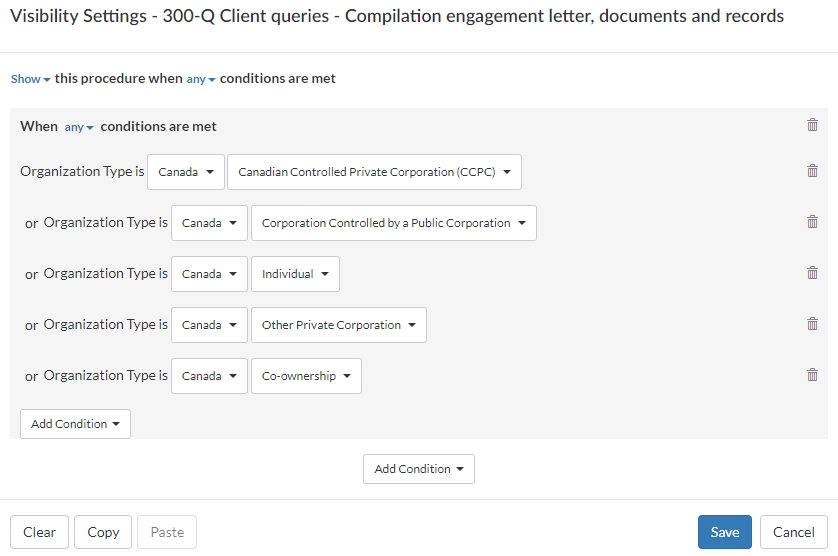 Visibility Settings - 300-Q Client queries - Compilation engagement letter, documents and records
Show this procedure when any conditions are met
When any conditions are met
Organization Type is Canada Canadian Controlled Private Corporation (CCPC)
or Organization Type is Canada Corporation Controlled by a Public Corporation
or Organization Type is Canada Individual
or Organization Type is Canada Other Private Corporation
or Organization Type is Canada Co-ownership
Add Condition
Add Condition
Clear Copy Paste Save Cancel